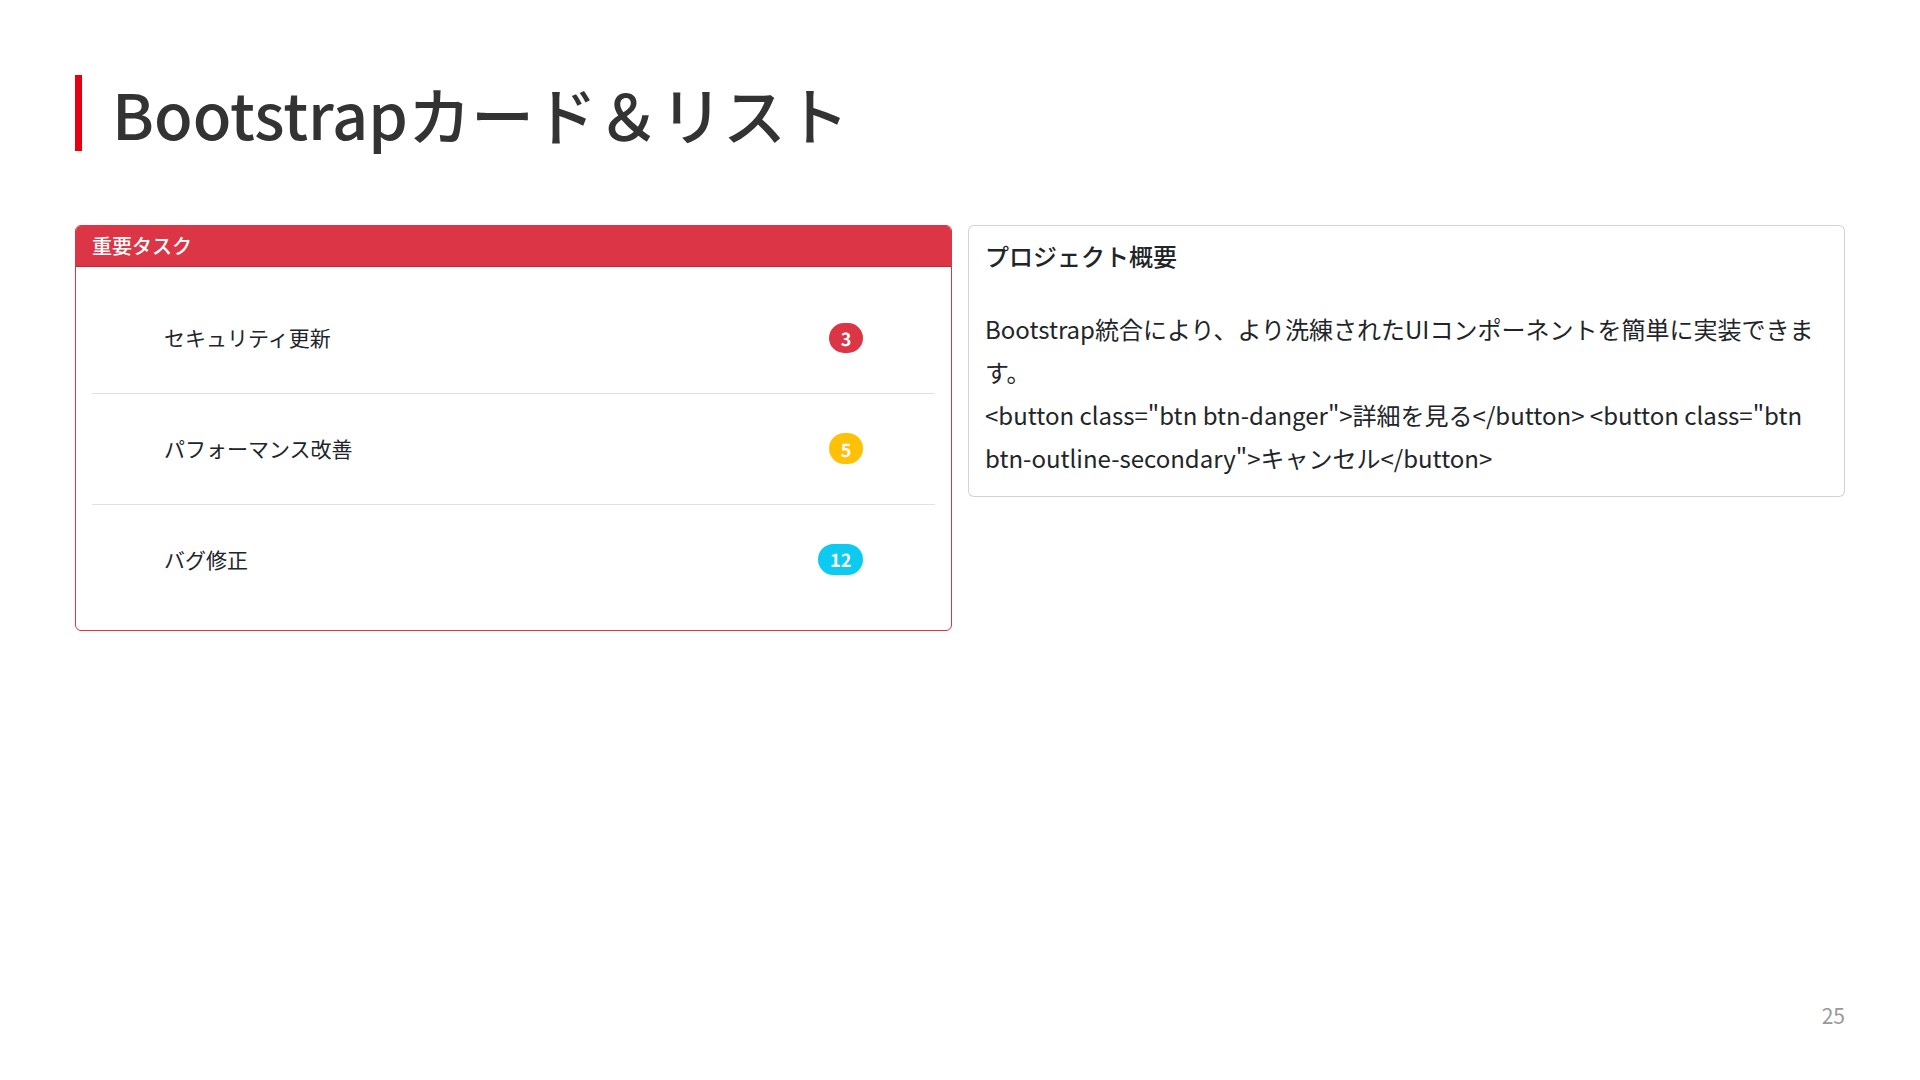 Bootstrapカード＆リスト
重要タスク
セキュリティ更新 3
パフォーマンス改善 5
バグ修正 12
プロジェクト概要
Bootstrap統合により、より洗練されたUIコンポーネントを簡単に実装できま
す。
<button class="btn btn-danger">詳細を見る</button> <button class="btn
btn-outline-secondary">キャンセル</button>
25